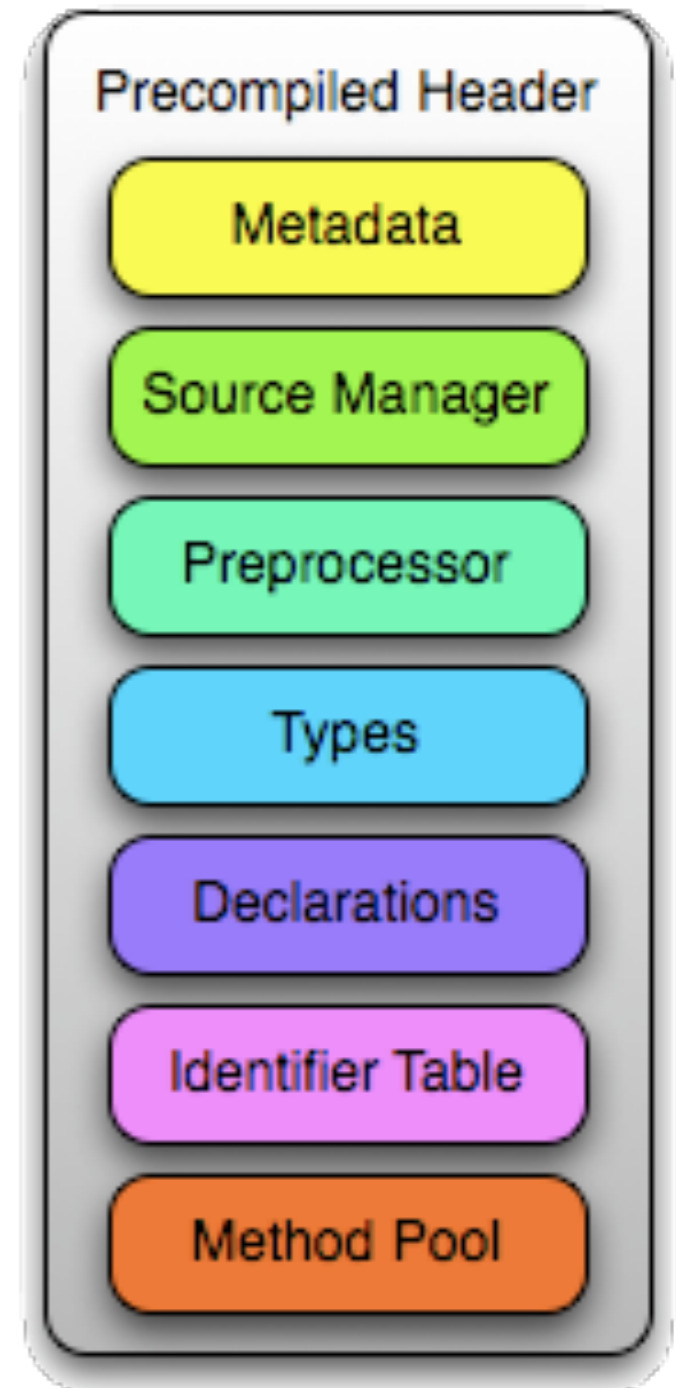 Precompiled Header
Metadata
Source Manager
Preprocessor
Types
Declarations
Identifier Table
Method Pool